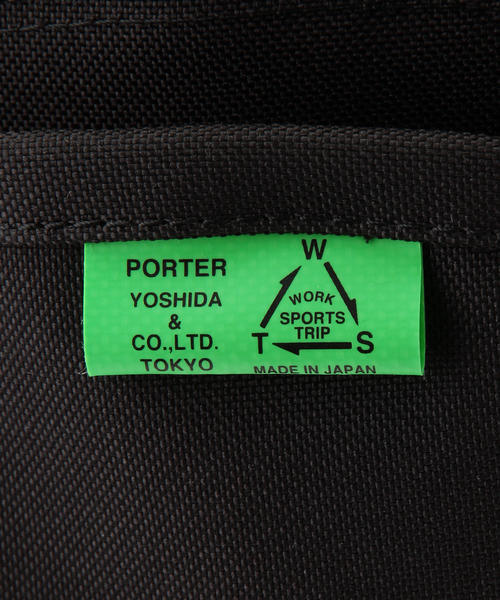 PORTER
YOSHIDA
&
CO.,LTD.
TOKYO
W
WORK
SPORTS
TRIP
T S
MADE IN JAPAN